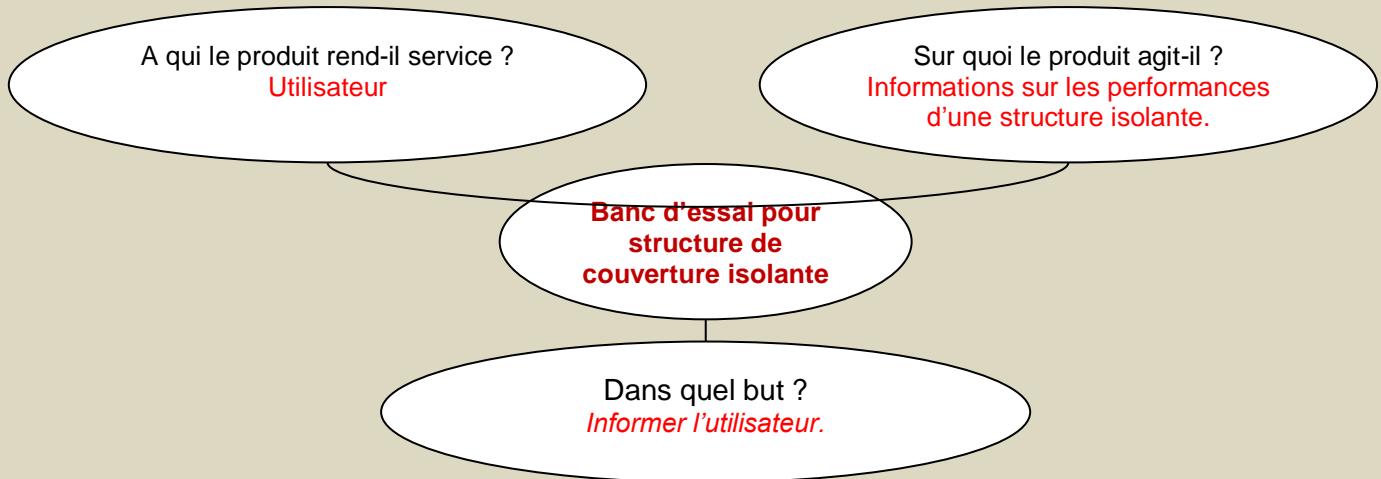 A qui le produit rend-il service ?
Utilisateur
Sur quoi le produit agit-il ?
Informations sur les performances
d’une structure isolante.
Banc d’essai pour
structure de
couverture isolante
Dans quel but ?
Informer l’utilisateur.